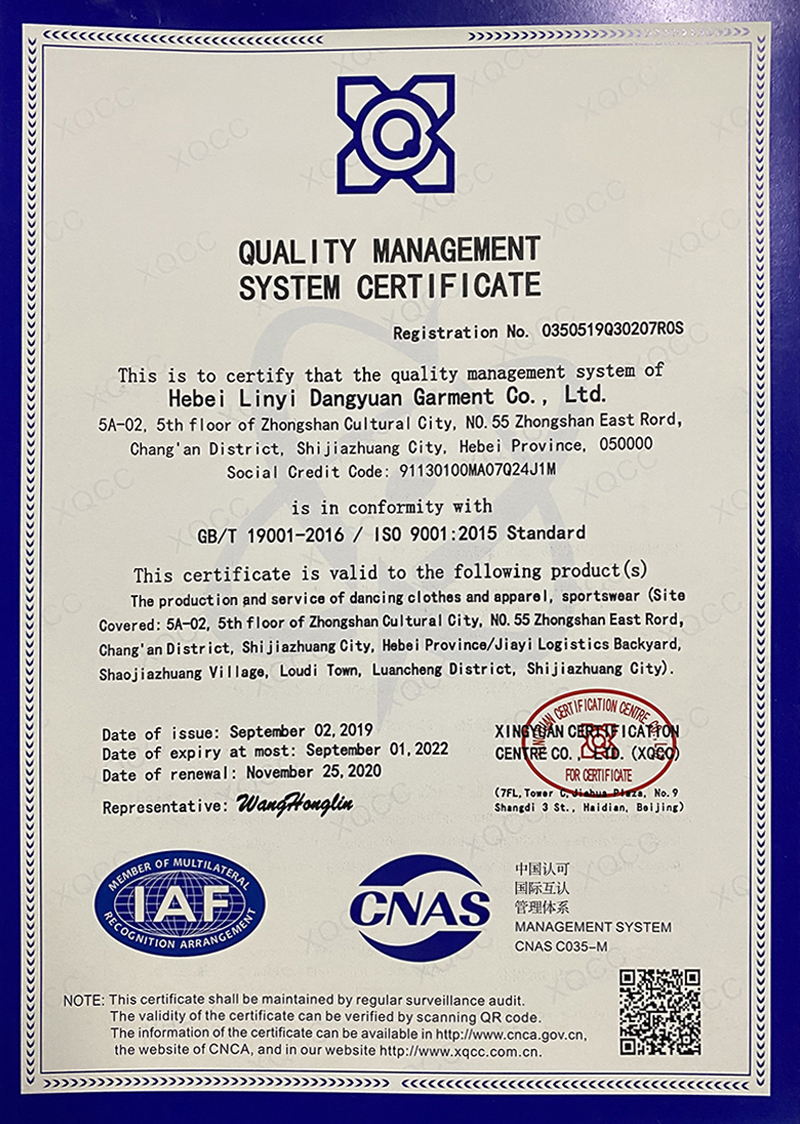 QUALITY MANAGEMENT
SYSTEM CERTIFICATE
Registration No. 0350519Q30207R0S
This is to certify that the quality management system of
Hebei Linyi Dangyuan Garment Co., Ltd.
5A-02, 5th floor of Zhongshan Cultural City, NO.55 Zhongshan East Rord,
Chang'an District, Shijiazhuang City, Hebei Province, 050000
Social Credit Code: 91130100MA07Q24J1M
is in conformity with
GB/T 19001-2016 / ISO 9001:2015 Standard
This certificate is valid to the following product(s)
The production and service of dancing clothes and apparel, sportswear (Site
Covered: 5A-02, 5th floor of Zhongshan Cultural City, NO.55 Zhongshan East Rord,
Chang'an District, Shijiazhuang City, Hebei Province/Jiayi Logistics Backyard,
Shaojiazhuang Village, Loudi Town, Luancheng District, Shijiazhuang City).
Date of issue: September 02,2019
Date of expiry at most: September 01,2022
Date of renewal: November 25,2020
Representative: WangHonglin
XINGYUAN CERTIFICATION
CENTRE CO., LTD. (XQCC)
FOR CERTIFICATE
(7FL, Tower C, Jinhua Plaza, No.9
Shangdi 3 St., Haidian, Beijing)
MEMBER OF MULTILATERAL
IAF
RECOGNITION ARRANGEMENT
CNAS
中国认可
国际互认
管理体系
MANAGEMENT SYSTEM
CNAS C035-M
NOTE: This certificate shall be maintained by regular surveillance audit.
The validity of the certificate can be verified by scanning QR code.
The information of the certificate can be available in http://www.cnca.gov.cn,
the website of CNCA, and in our website http://www.xqcc.com.cn.